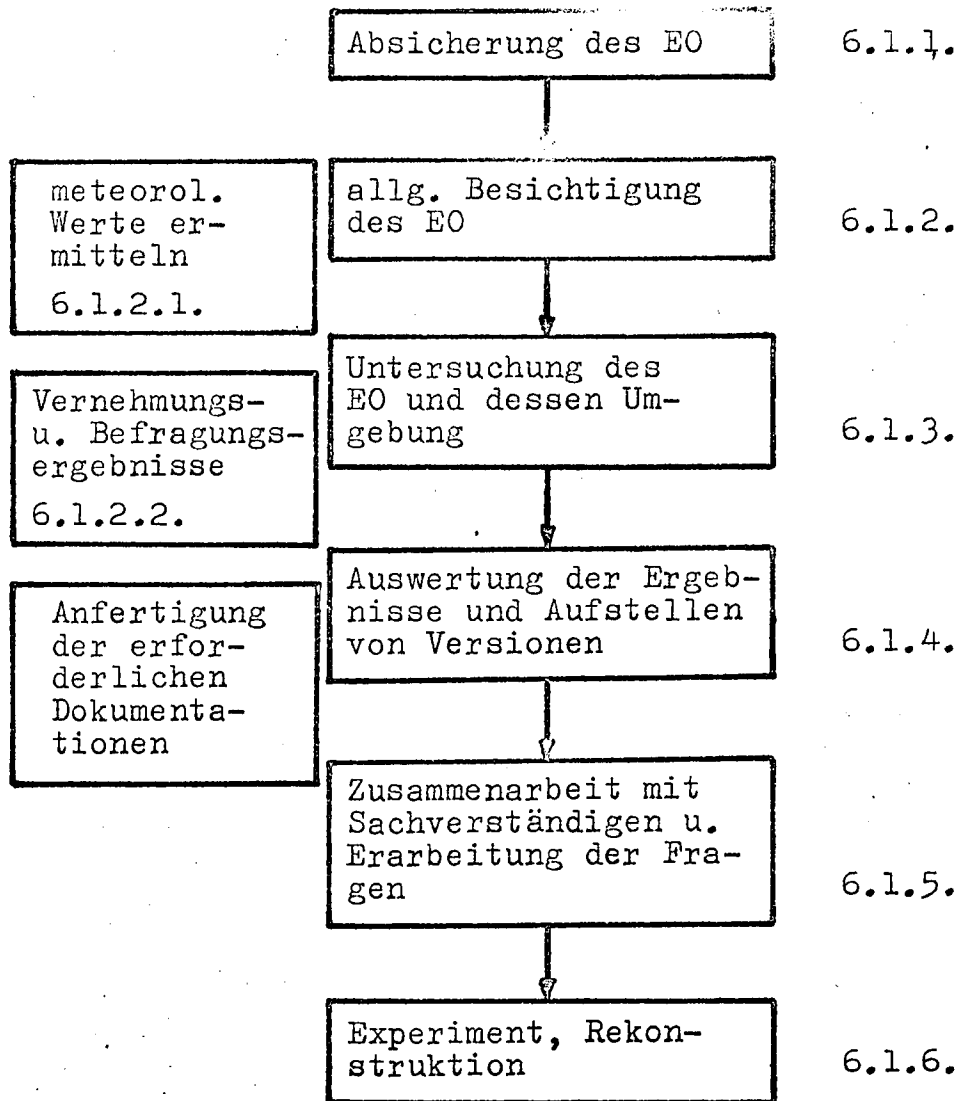 Absicherung des EO
6.1.1.
meteorol.
Werte er-
mitteln
6.1.2.1.
allg. Besichtigung
des EO
6.1.2.
Vernehmungs-
u. Befragungs-
ergebnisse
6.1.2.2.
Untersuchung des
EO und dessen Um-
gebung
6.1.3.
Anfertigung
der erfor-
derlichen
Dokumenta-
tionen
Auswertung der Ergeb-
nisse und Aufstellen
von Versionen
6.1.4.
Zusammenarbeit mit
Sachverständigen u.
Erarbeitung der Fra-
gen
6.1.5.
Experiment, Rekon-
struktion
6.1.6.